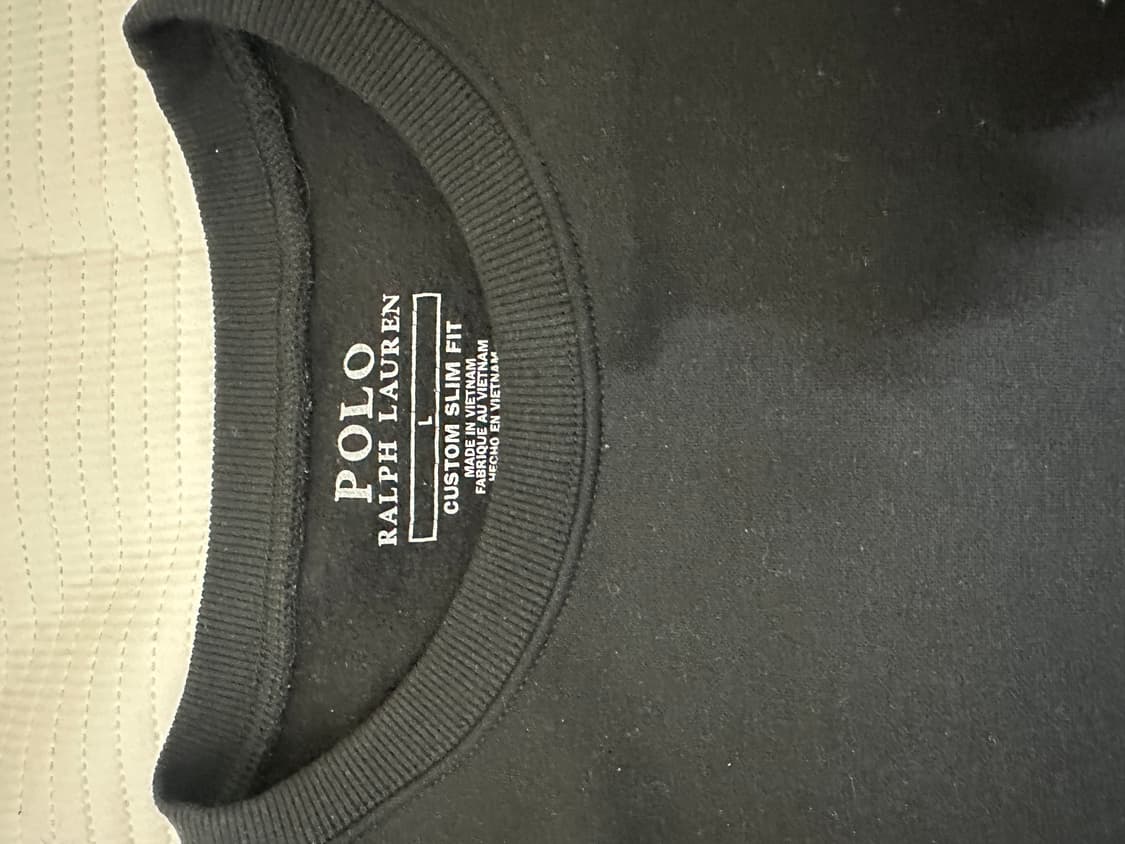 POLO
RALPH LAUREN
L
CUSTOM SLIM FIT
MADE IN VIETNAM
FABRIQUE AU VIETNAM
HECHO EN VIETNAM